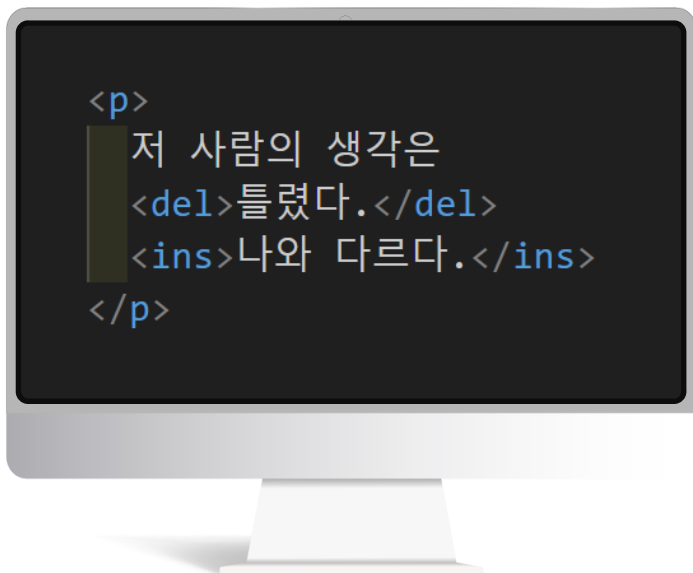 <p>
저 사람의 생각은
<del>틀렸다.</del>
<ins>나와 다르다.</ins>
</p>